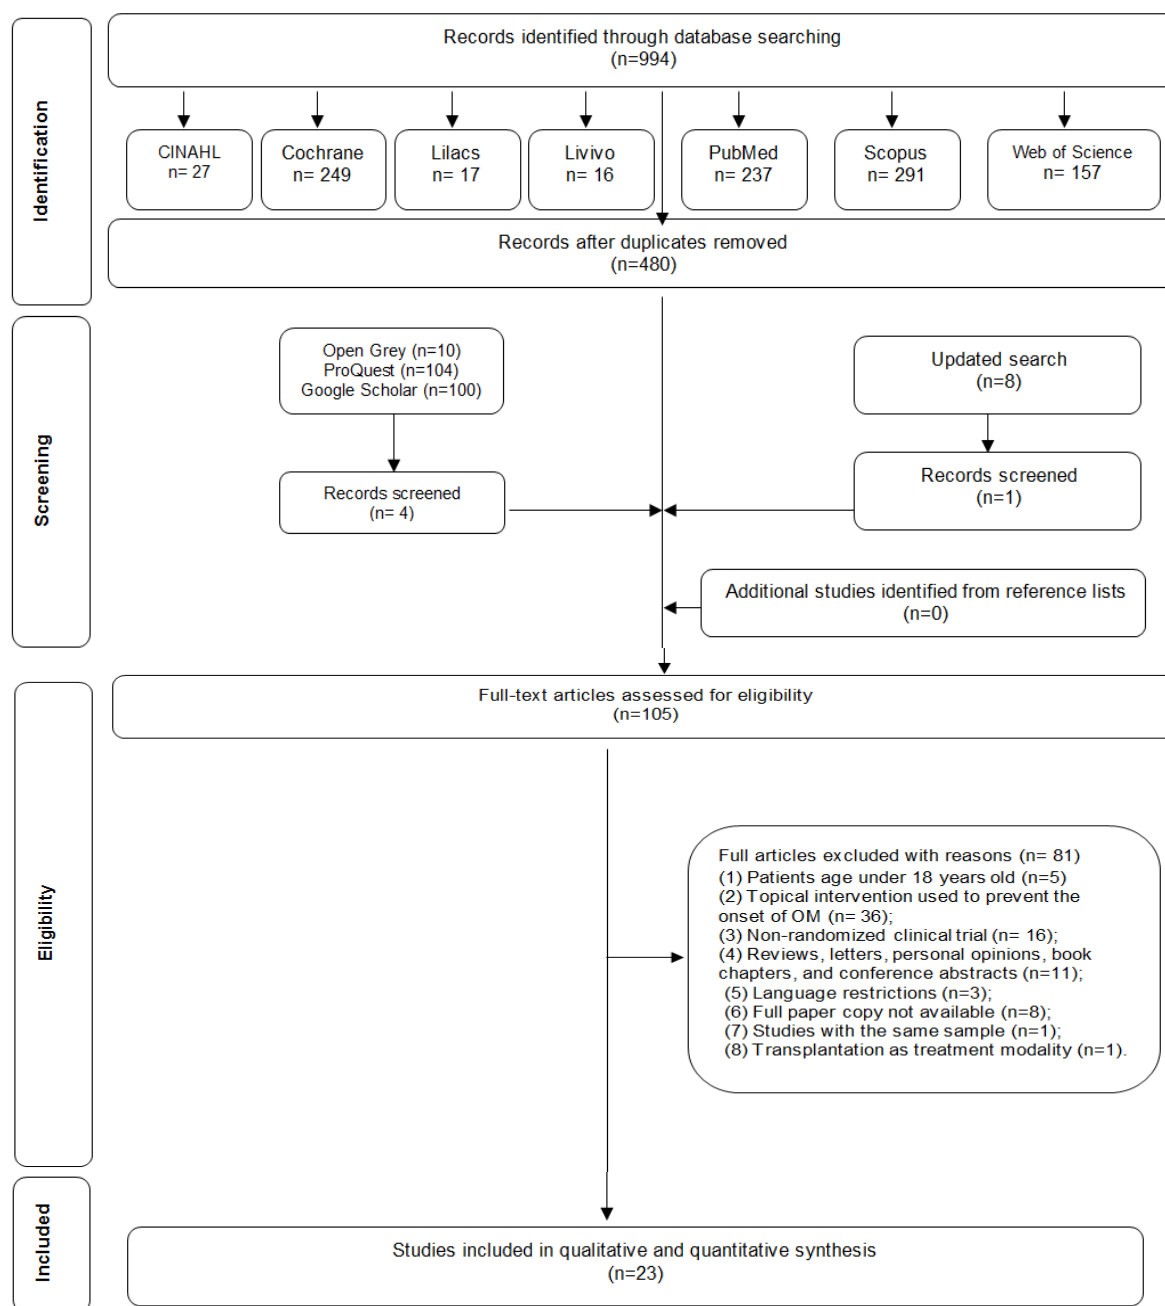 Records identified through database searching
(n=994)
Identification
CINAHL
n= 27
Cochrane
n= 249
Lilacs
n= 17
Livivo
n= 16
PubMed
n= 237
Scopus
n= 291
Web of Science
n= 157
Records after duplicates removed
(n=480)
Screening
Open Grey (n=10)
ProQuest (n=104)
Google Scholar (n=100)
Updated search
(n=8)
Records screened
(n= 4)
Records screened
(n=1)
Additional studies identified from reference lists
(n=0)
Eligibility
Full-text articles assessed for eligibility
(n=105)
Full articles excluded with reasons (n= 81)
(1) Patients age under 18 years old (n=5)
(2) Topical intervention used to prevent the
onset of OM (n= 36);
(3) Non-randomized clinical trial (n= 16);
(4) Reviews, letters, personal opinions, book
chapters, and conference abstracts (n=11);
(5) Language restrictions (n=3);
(6) Full paper copy not available (n=8);
(7) Studies with the same sample (n=1);
(8) Transplantation as treatment modality (n=1).
Included
Studies included in qualitative and quantitative synthesis
(n=23)